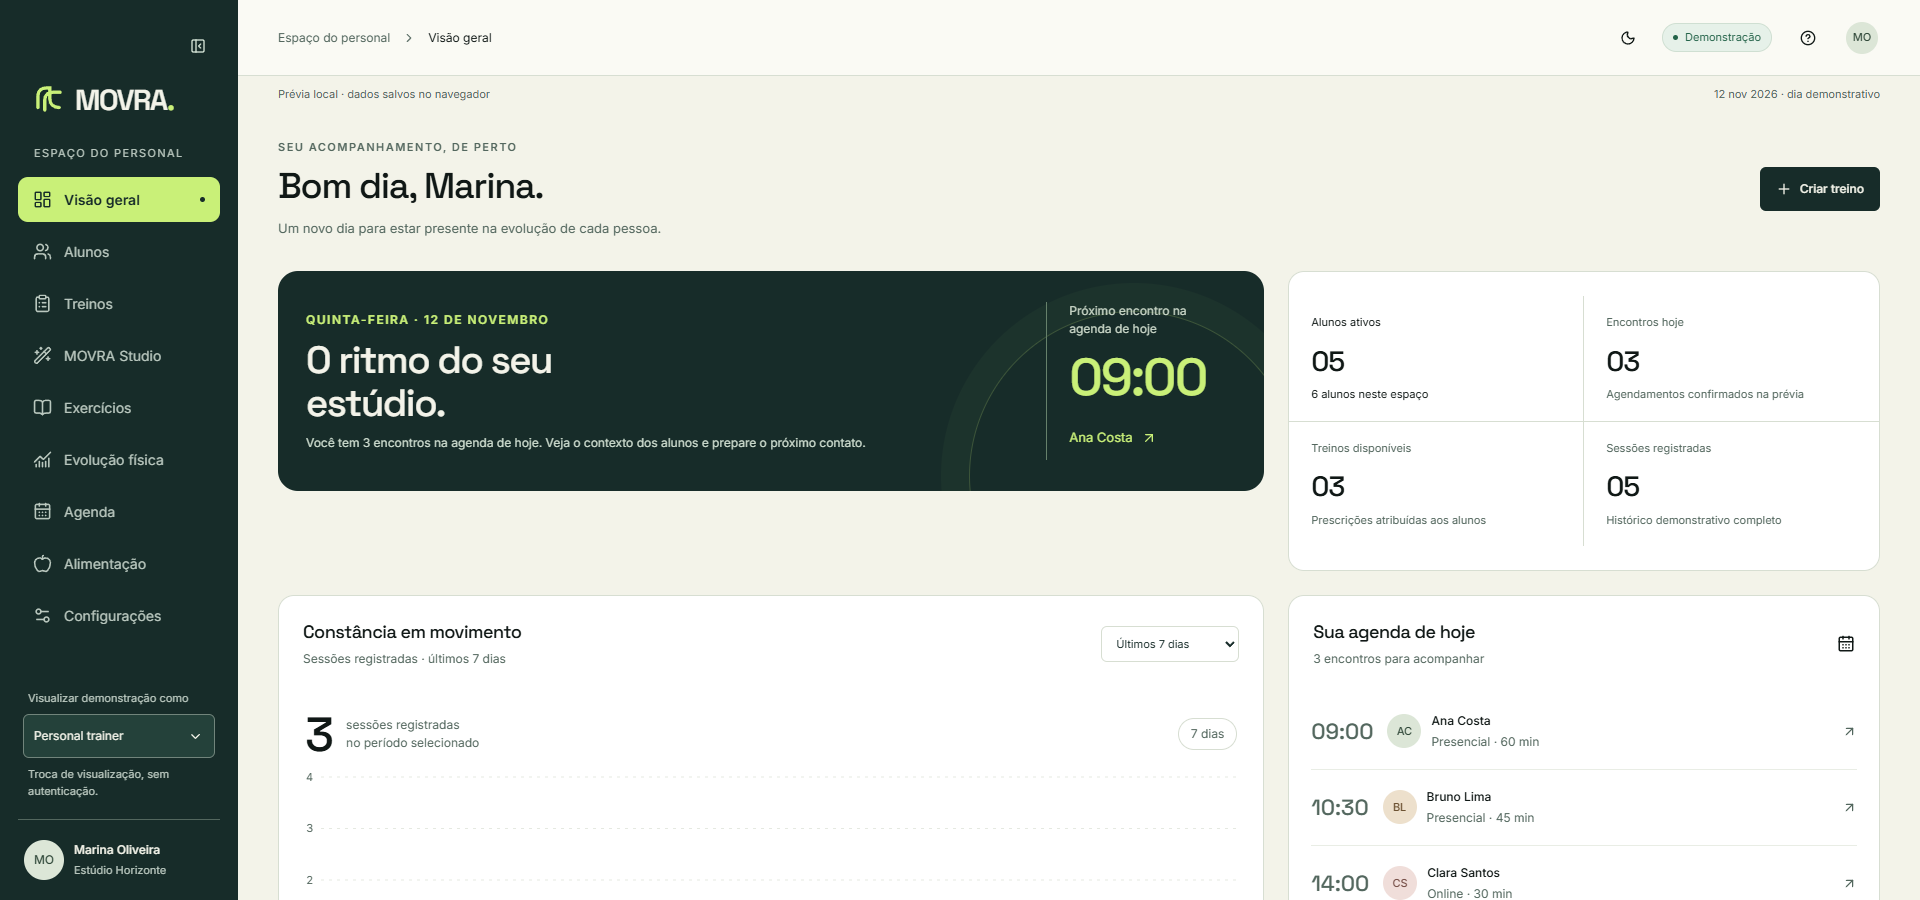 MOVRA.
ESPAÇO DO PERSONAL
Visão geral
Alunos
Treinos
MOVRA Studio
Exercícios
Evolução física
Agenda
Alimentação
Configurações
Visualizar demonstração como
Personal trainer
Troca de visualização, sem
autenticação.
MO
Marina Oliveira
Estúdio Horizonte
Espaço do personal
Visão geral
Demonstração
MO
Prévia local · dados salvos no navegador
12 nov 2026 · dia demonstrativo
SEU ACOMPANHAMENTO, DE PERTO
Bom dia, Marina.
Um novo dia para estar presente na evolução de cada pessoa.
Criar treino
QUINTA-FEIRA · 12 DE NOVEMBRO
O ritmo do seu
estúdio.
Você tem 3 encontros na agenda de hoje. Veja o contexto dos alunos e prepare o próximo contato.
Próximo encontro na
agenda de hoje
09:00
Ana Costa
Alunos ativos
05
6 alunos neste espaço
Encontros hoje
03
Agendamentos confirmados na prévia
Treinos disponíveis
03
Prescrições atribuídas aos alunos
Sessões registradas
05
Histórico demonstrativo completo
Constância em movimento
Sessões registradas · últimos 7 dias
Últimos 7 dias
3
sessões registradas
no período selecionado
7 dias
4
3
2
Sua agenda de hoje
3 encontros para acompanhar
09:00
AC
Ana Costa
Presencial · 60 min
10:30
BL
Bruno Lima
Presencial · 45 min
14:00
CS
Clara Santos
Online · 30 min